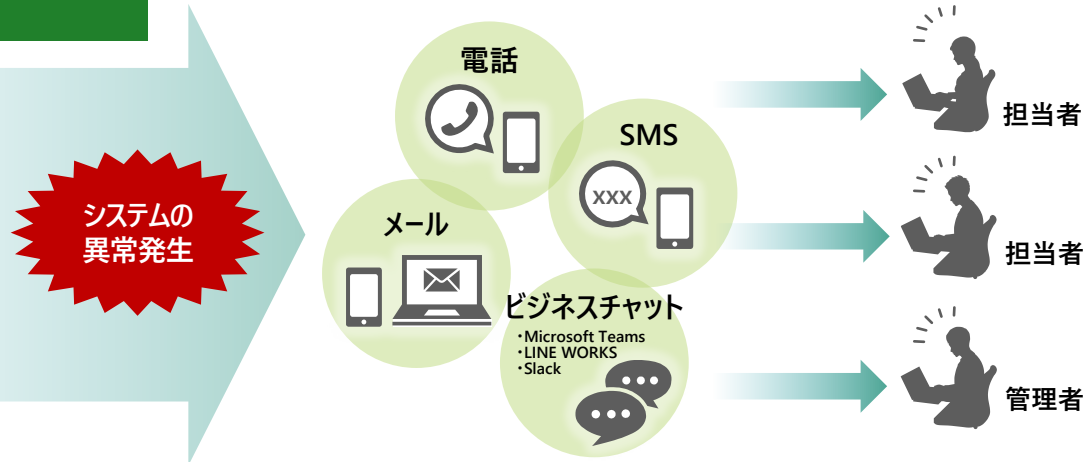 システムの
異常発生
電話
SMS
xxx
メール
ビジネスチャット
・Microsoft Teams
・LINE WORKS
・Slack
担当者
担当者
管理者